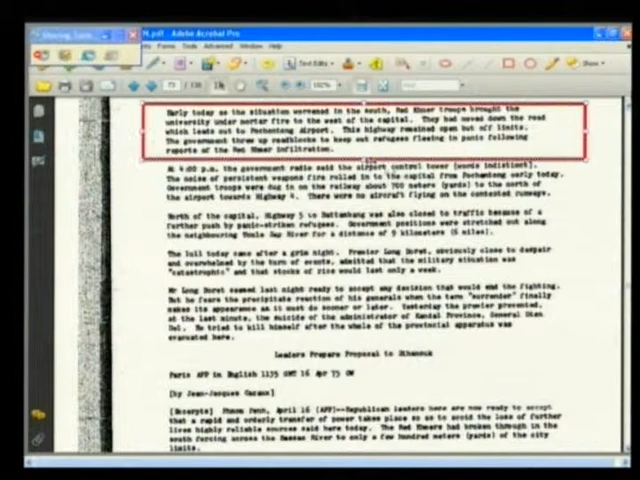 Adobe Acrobat Pro
Forms Tools Advanced Window Help
Early today as the situation worsened in the south, Red Khmer troops brought the
university under mortar fire to the west of the capital. They had moved down the road
which leads out to Pochentong airport. This highway remained open but off limits.
The government threw up roadblocks to keep out refugees fleeing in panic following
reports of the Red Khmer infiltration.
At 4:00 p.m. the government radio said the airport control tower [words indistinct].
The noise of persistent weapons fire rolled in to the capital from Pochentong early today.
Government troops were dug in on the railway about 700 meters (yards) to the north of
the airport towards Highway 4. There were no aircraft flying on the contested runways.
North of the capital, Highway 5 to Battambang was also closed to traffic because of a
further push by panic-striken refugees. Government positions were stretched out along
the neighbouring Tonle Sap River for a distance of 9 kilometers (6 miles).
The lull today came after a grim night. Premier Long Boret, obviously close to despair
and overwhelmed by the turn of events, admitted that the military situation was
"catastrophic" and that stocks of rice would last only a week.
Mr Long Boret seemed last night ready to accept any decision that would end the fighting.
But he fears the precipitate reaction of his generals when the term "surrender" finally
makes its appearance as it must do sooner or later. Yesterday the premier prevented,
at the last minute, the suicide of the administrator of Kandal Province, General Dien
Del. He tried to kill himself after the whole of the provincial apparatus was
evacuated here.
Leaders Prepare Proposal to Sihanouk
Paris AFP in English 1135 GMT 16 Apr 75 OW
[by Jean-Jacques Cazaux]
[Excerpts] Phnom Penh, April 16 (AFP)--Republican leaders here are now ready to accept
that a rapid and orderly transfer of power takes place so as to avoid the loss of further
lives highly reliable sources said here today. The Red Khmers had broken through in the
south forcing across the Bassac River to only a few hundred meters (yards) of the city
limits.